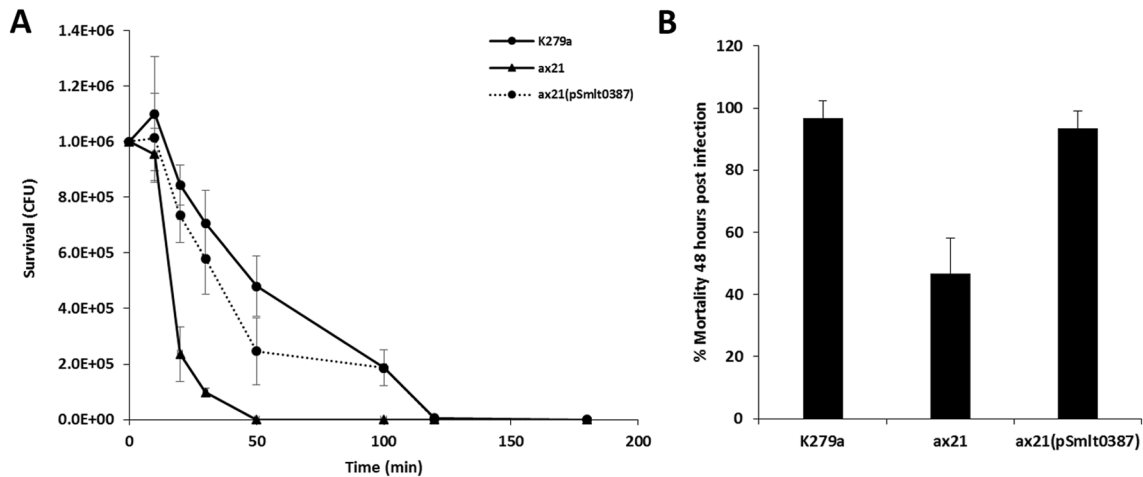 A
1.4E+06
1.2E+06
1.0E+06
8.0E+05
6.0E+05
4.0E+05
2.0E+05
0.0E+00
Survival (CFU)
0
50
100
150
200
Time (min)
K279a
ax21
ax21(pSmlt0387)
B
120
100
80
60
40
20
0
% Mortality 48 hours post infection
K279a
ax21
ax21(pSmlt0387)